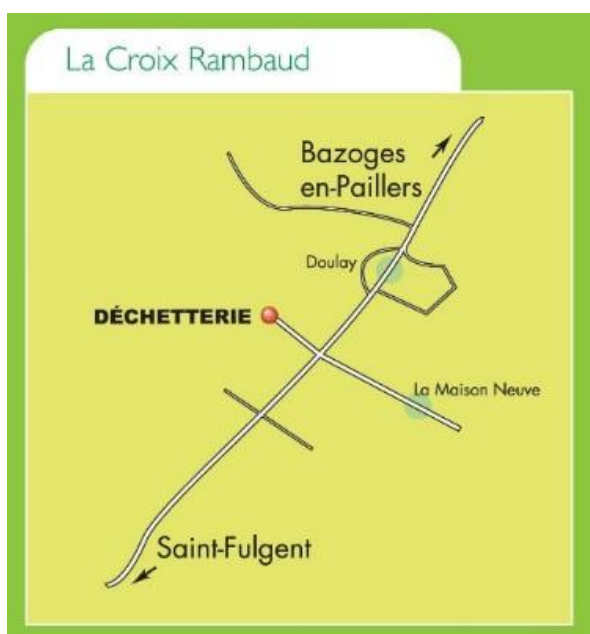 La Croix Rambaud
Bazoges
en-Paillers
Doulay
DÉCHETTERIE
La Maison Neuve
Saint-Fulgent